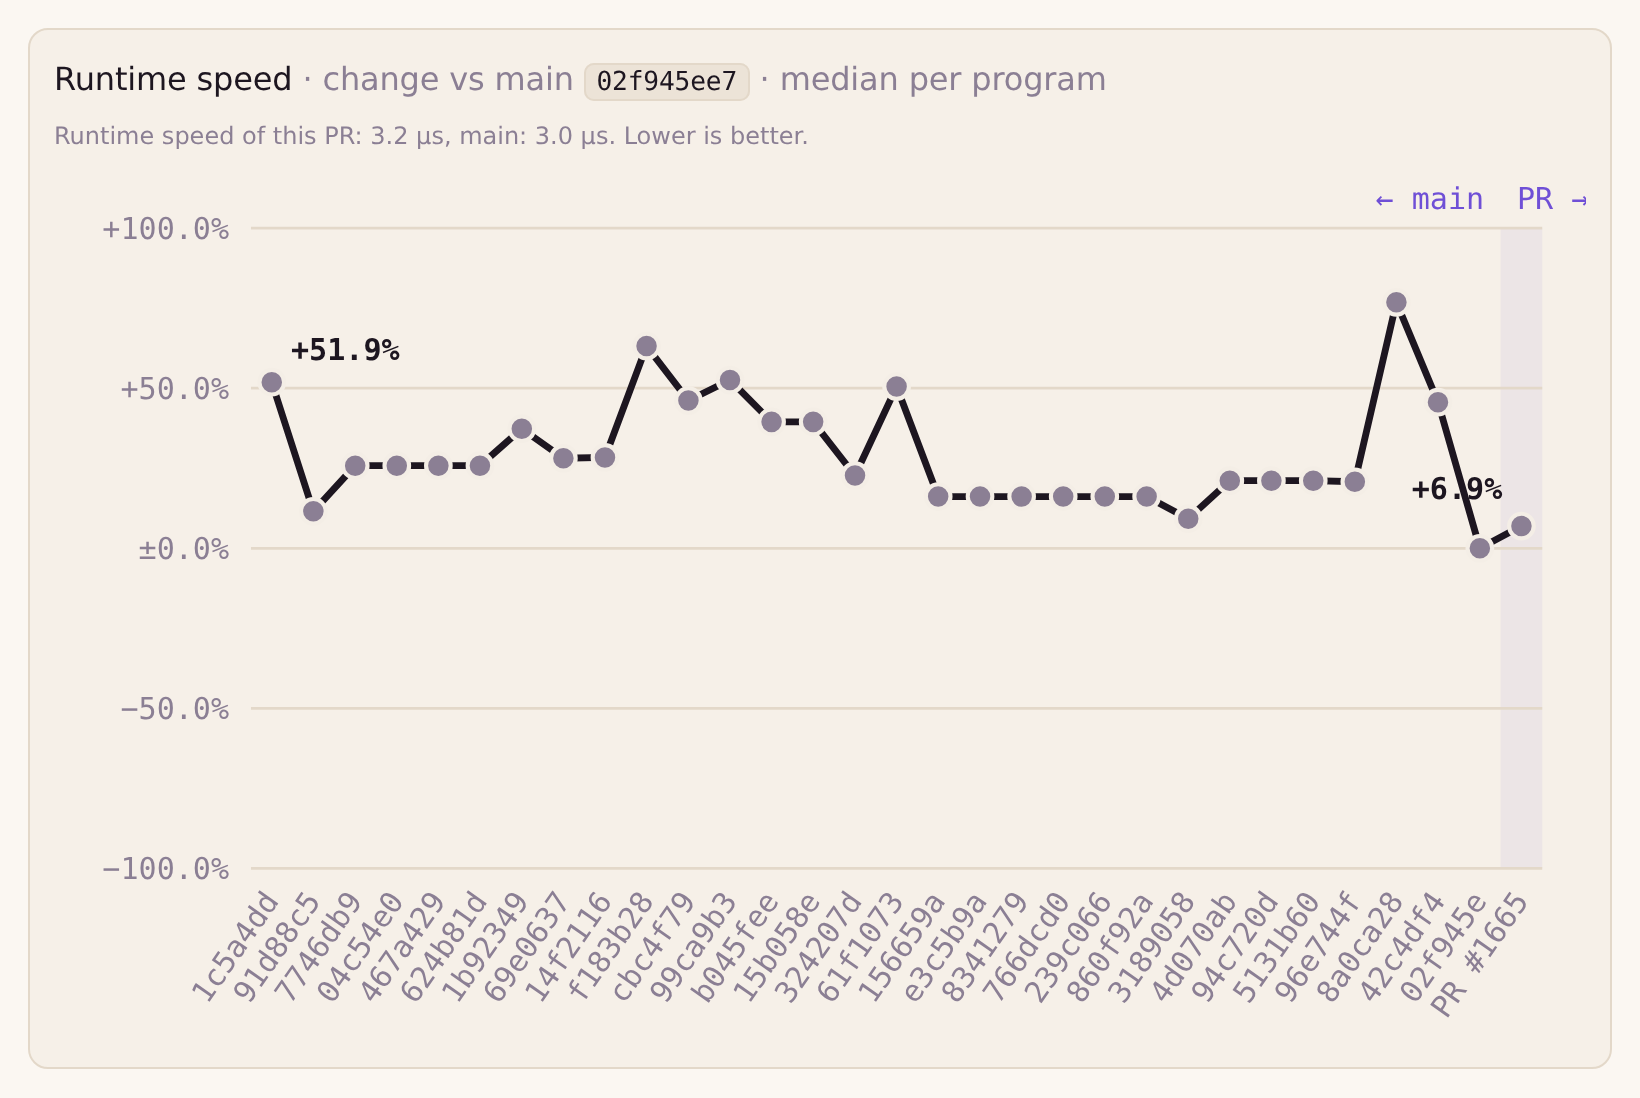 Runtime speed · change vs main 02f945ee7 · median per program
Runtime speed of this PR: 3.2 µs, main: 3.0 µs. Lower is better.
← main PR →
+100.0%
+51.9%
+50.0%
+6.9%
±0.0%
−50.0%
−100.0%
1c5a4dd
91d88c5
7746db9
04c54e0
467a429
624b81d
1b92349
69e0637
14f2116
f183b28
cbc4f79
99ca9b3
b045fee
15b058e
324207d
61f1073
156659a
e3c5b9a
8341279
766dcd0
239c066
860f92a
3189058
4d070ab
94c720d
5131b60
96e744f
8a0ca28
42c4df4
02f945e
PR #1665